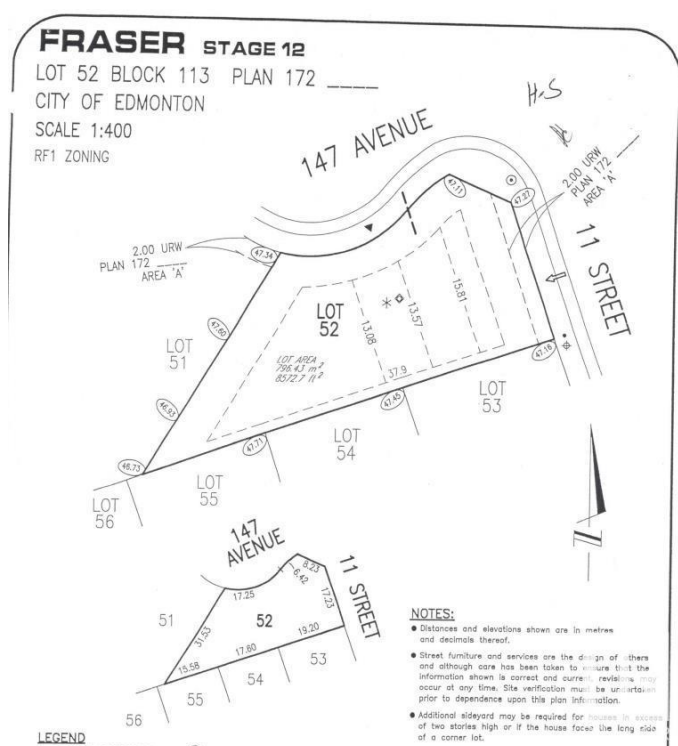 FRASER STAGE 12
LOT 52 BLOCK 113 PLAN 172 ____
CITY OF EDMONTON
SCALE 1:400
RF1 ZONING
H.S
147 AVENUE
2.00 URW
PLAN 172 ____
AREA 'A'
47.11
47.27
11 STREET
2.00 URW
PLAN 172 ____
AREA 'A'
47.34
47.60
LOT
51
46.93
46.73
LOT
52
13.08
13.57
15.81
LOT AREA
796.43 m²
8572.7 ft²
37.9
47.16
47.45
47.71
LOT
53
LOT
54
LOT
55
LOT
56
147
AVENUE
11 STREET
8.23
6.42
17.25
17.23
31.53
51
52
15.58
17.60
19.20
53
54
55
56
NOTES:
● Distances and elevations shown are in metres
and decimals thereof.
● Street furniture and services are the design of others
and although care has been taken to ensure that the
information shown is correct and current, revisions may
occur at any time. Site verification must be undertaken
prior to dependence upon this plan information.
● Additional sideyard may be required for houses in excess
of two stories high or if the house faces the long side
of a corner lot.
LEGEND